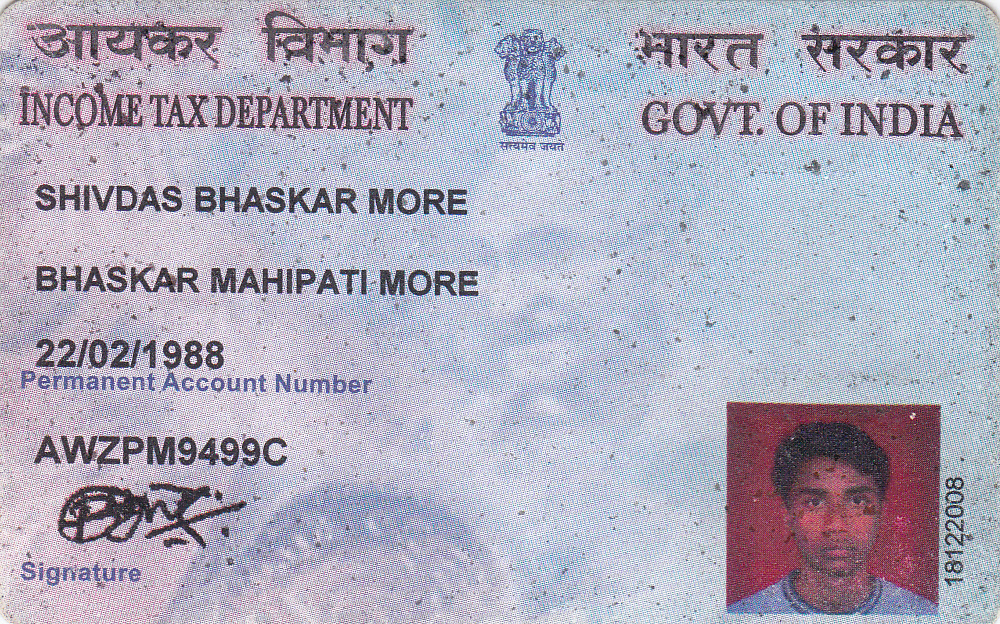 आयकर विभाग
भारत सरकार
INCOME TAX DEPARTMENT
GOVT. OF INDIA
सत्यमेव जयते
SHIVDAS BHASKAR MORE
BHASKAR MAHIPATI MORE
22/02/1988
Permanent Account Number
AWZPM9499C
Signature
18122008